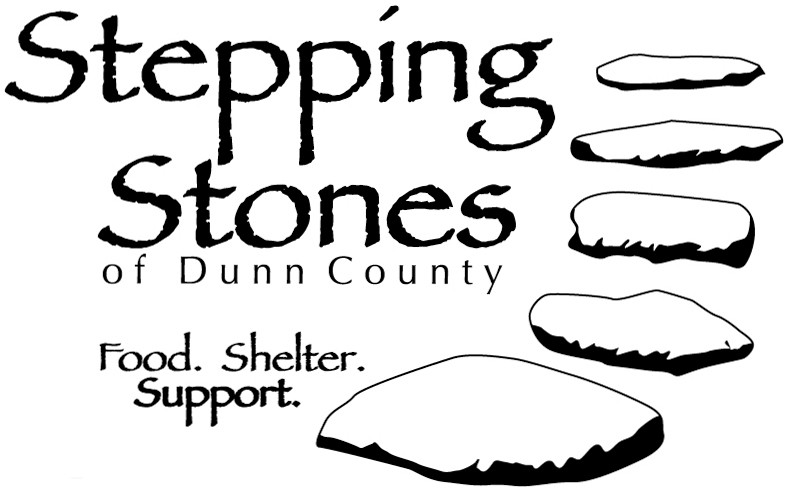 Stepping
Stones
of Dunn County
Food. Shelter.
Support.